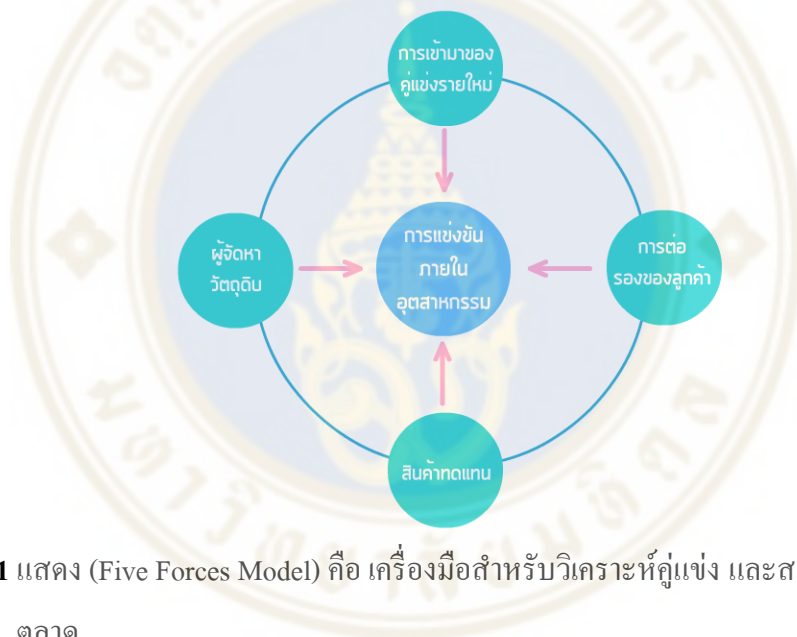 การเข้ามาของ
คู่แข่งรายใหม่
ผู้จัดหา
วัตถุดิบ
การแข่งขัน
ภายใน
อุตสาหกรรม
การต่อ
รองของลูกค้า
สินค้าทดแทน
1 แสดง (Five Forces Model) คือ เครื่องมือสำหรับวิเคราะห์คู่แข่ง และส
ตลาด